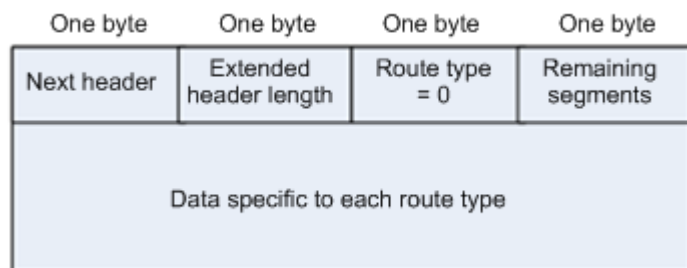 One byte One byte One byte One byte
Next header Extended header length Route type = 0 Remaining segments
Data specific to each route type